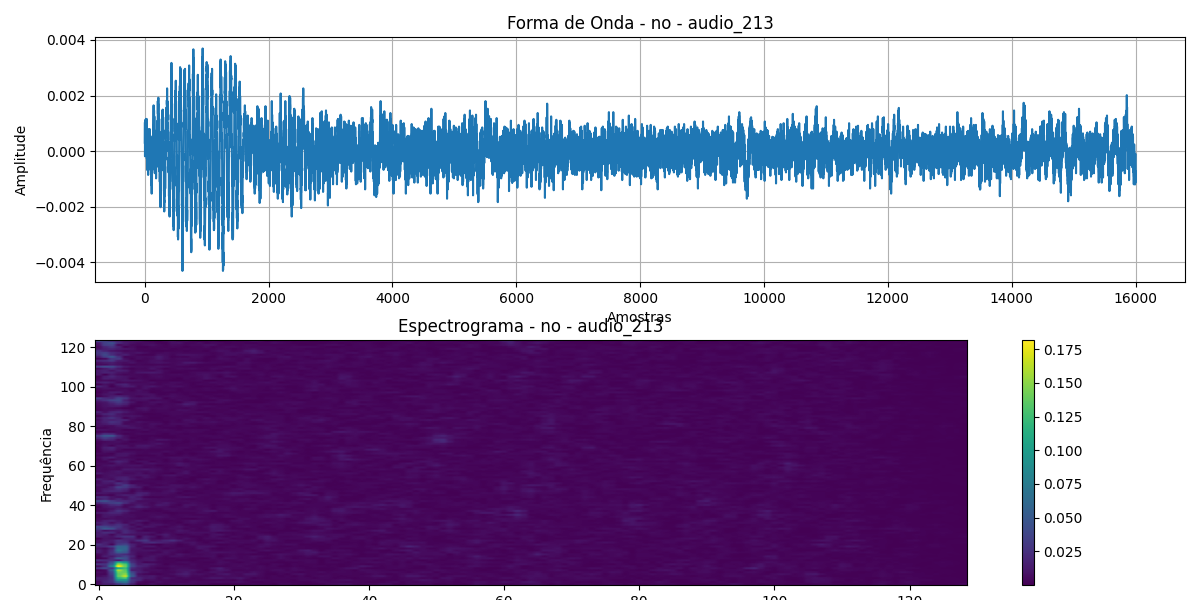 Forma de Onda - no - audio_213
0.004
0.002
0.000
−0.002
−0.004
Amplitude
0 2000 4000 6000 8000 10000 12000 14000 16000
Amostras
Espectrograma - no - audio_213
120
100
80
60
40
20
0
Frequência
0 20 40 60 80 100 120
0.175
0.150
0.125
0.100
0.075
0.050
0.025